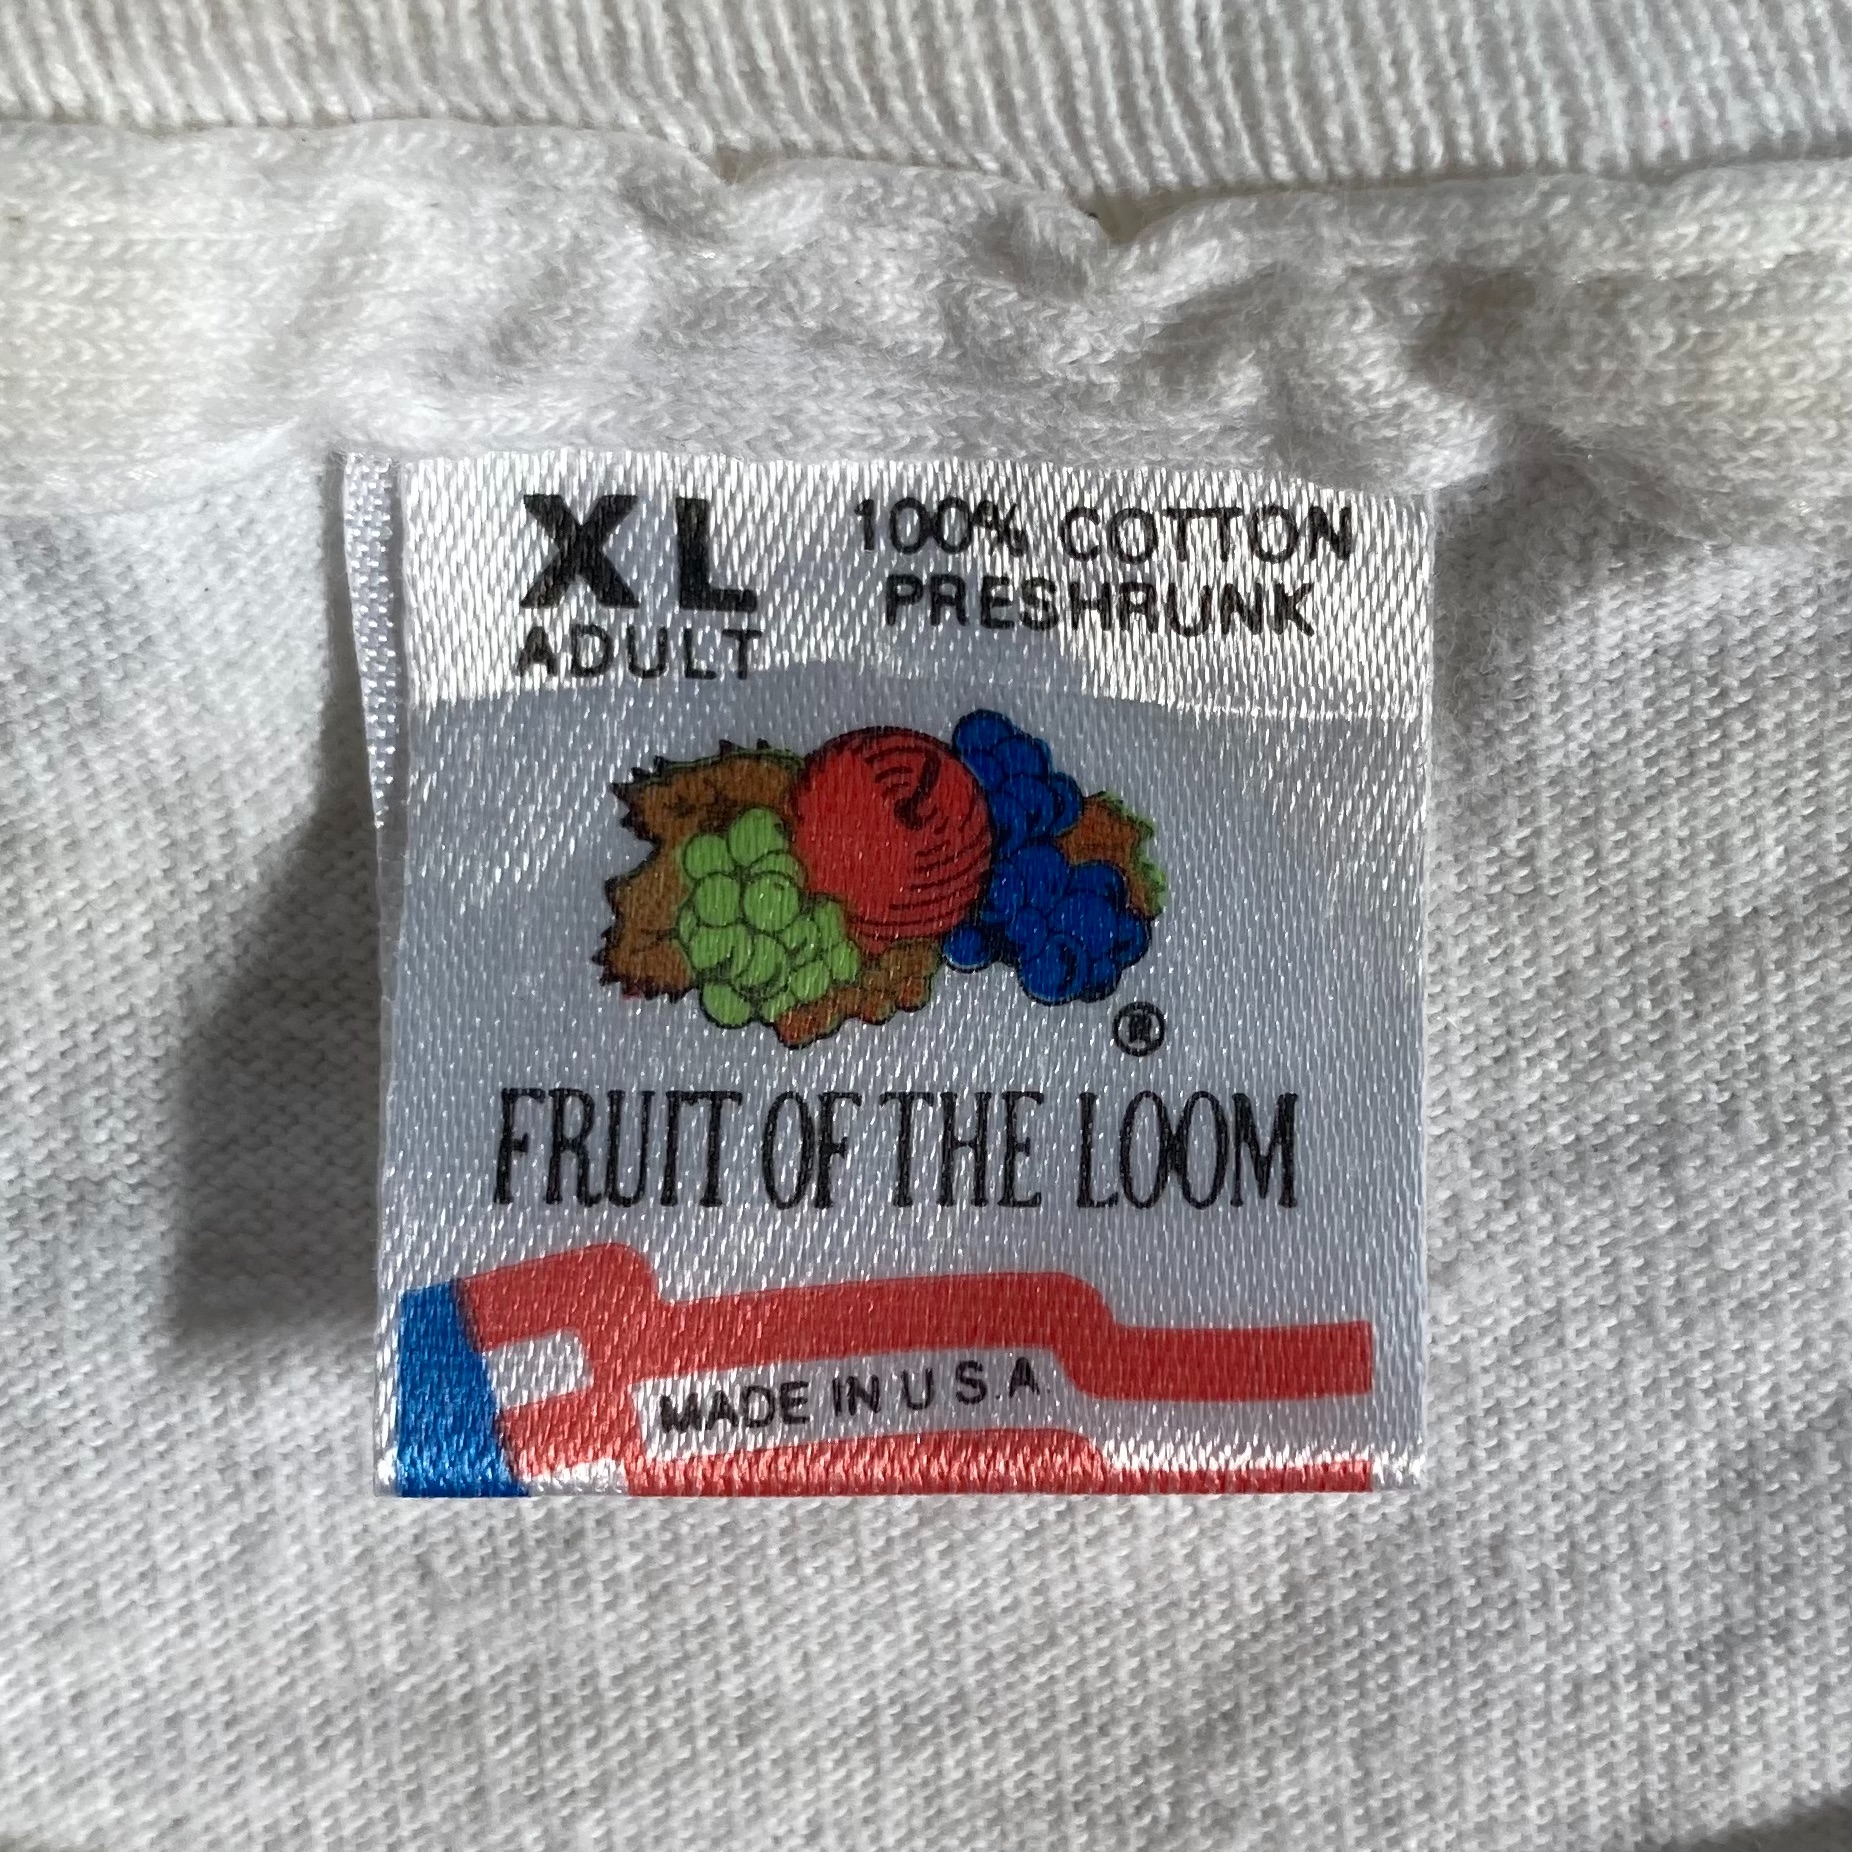 XL
ADULT
100% COTTON
PRESHRUNK
®
FRUIT OF THE LOOM
MADE IN U.S.A.